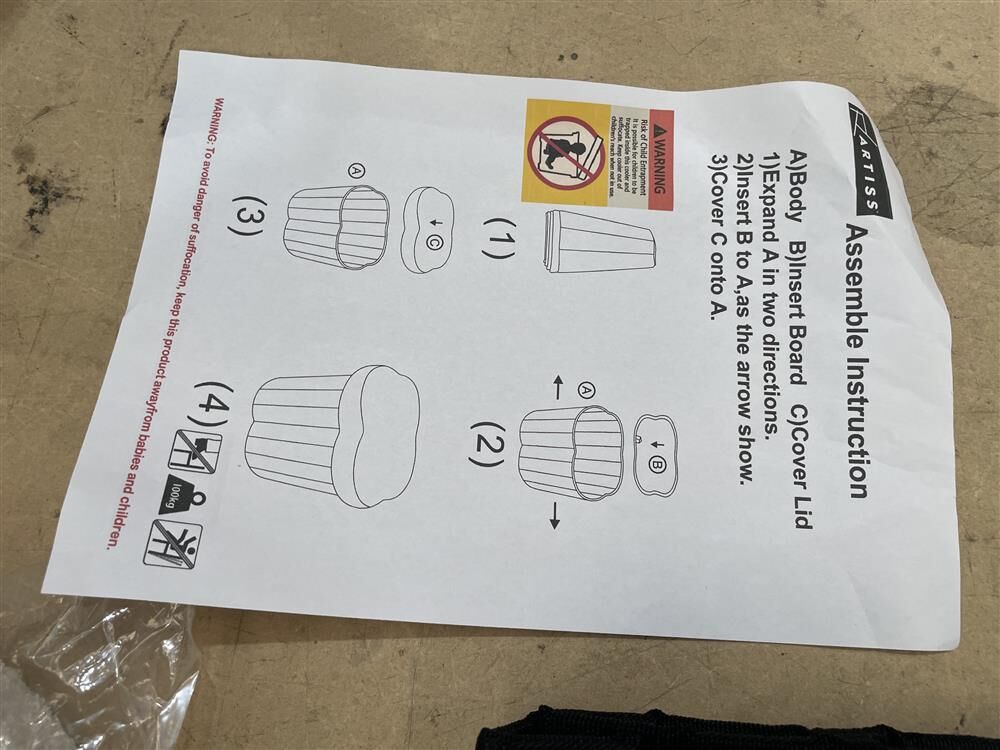 ARTISS
Assemble Instruction
A)Body B)Insert Board C)Cover Lid
1)Expand A in two directions.
2)Insert B to A,as the arrow show.
3)Cover C onto A.
WARNING
Risk of Child Entrapment
It is possible for children to be
trapped inside this cooler and
suffocate. Keep cooler out of
children's reach when not in use.
(1)
B
A
(2)
C
A
(3)
(4)
100kg
WARNING: To avoid danger of suffocation, keep this product awayfrom babies and children.